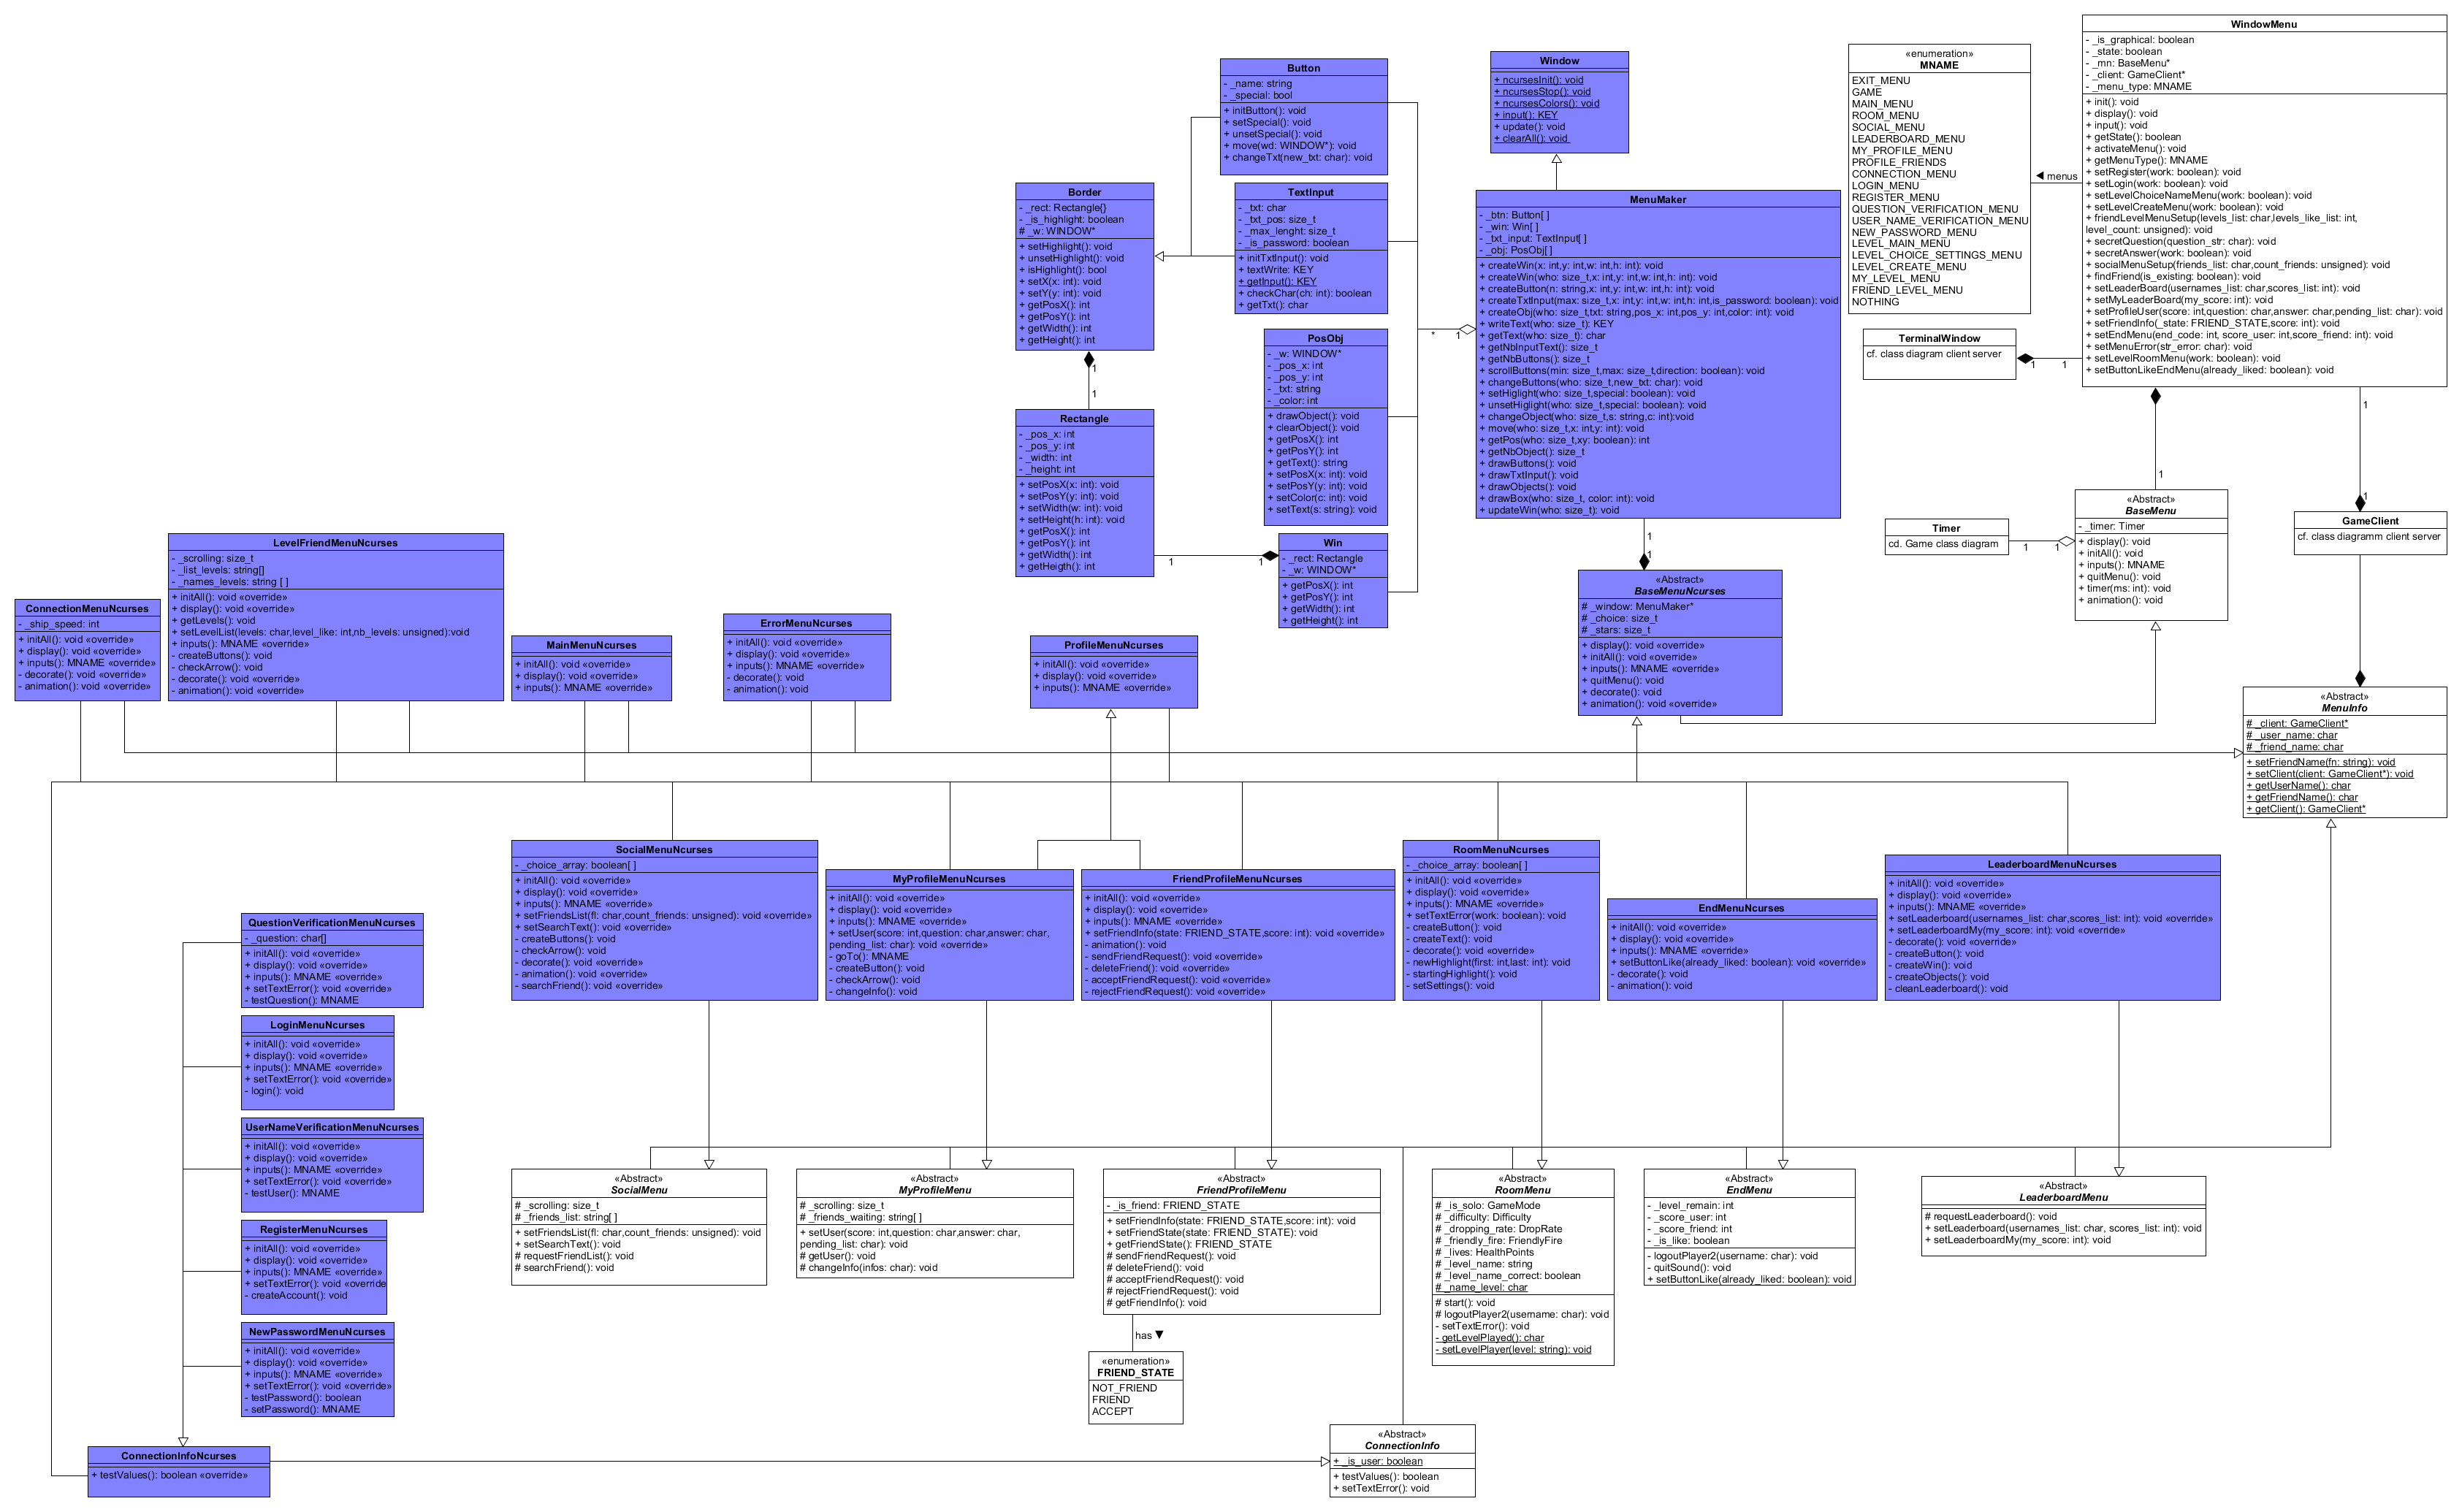 WindowMenu
- _is_graphical: boolean
- _state: boolean
- _mn: BaseMenu*
- _client: GameClient*
- _menu_type: MNAME
+ init(): void
+ display(): void
+ input(): void
+ getState(): boolean
+ activateMenu(): void
+ getMenuType(): MNAME
+ setRegister(work: boolean): void
+ setLogin(work: boolean): void
+ setLevelChoiceNameMenu(work: boolean): void
+ setLevelCreateMenu(work: boolean): void
+ friendLevelMenuSetup(levels_list: char,levels_like_list: int,
level_count: unsigned): void
+ secretQuestion(question_str: char): void
+ secretAnswer(work: boolean): void
+ socialMenuSetup(friends_list: char,count_friends: unsigned): void
+ findFriend(is_existing: boolean): void
+ setLeaderBoard(usernames_list: char,scores_list: int): void
+ setMyLeaderBoard(my_score: int): void
+ setProfileUser(score: int,question: char,answer: char,pending_list: char): void
+ setFriendInfo(_state: FRIEND_STATE,score: int): void
+ setEndMenu(end_code: int, score_user: int,score_friend: int): void
+ setMenuError(str_error: char): void
+ setLevelRoomMenu(work: boolean): void
+ setButtonLikeEndMenu(already_liked: boolean): void
«enumeration»
MNAME
EXIT_MENU
GAME
MAIN_MENU
ROOM_MENU
SOCIAL_MENU
LEADERBOARD_MENU
MY_PROFILE_MENU
PROFILE_FRIENDS
CONNECTION_MENU
LOGIN_MENU
REGISTER_MENU
QUESTION_VERIFICATION_MENU
USER_NAME_VERIFICATION_MENU
NEW_PASSWORD_MENU
LEVEL_MAIN_MENU
LEVEL_CHOICE_SETTINGS_MENU
LEVEL_CREATE_MENU
MY_LEVEL_MENU
FRIEND_LEVEL_MENU
NOTHING
◀ menus
TerminalWindow
cf. class diagram client server
1
1
Window
+ ncursesInit(): void
+ ncursesStop(): void
+ ncursesColors(): void
+ input(): KEY
+ update(): void
+ clearAll(): void
Button
- _name: string
- _special: bool
+ initButton(): void
+ setSpecial(): void
+ unsetSpecial(): void
+ move(wd: WINDOW*): void
+ changeTxt(new_txt: char): void
Border
- _rect: Rectangle{}
- _is_highlight: boolean
# _w: WINDOW*
+ setHighlight(): void
+ unsetHighlight(): void
+ isHighlight(): bool
+ setX(x: int): void
+ setY(y: int): void
+ getPosX(): int
+ getPosY(): int
+ getWidth(): int
+ getHeight(): int
1
1
TextInput
- _txt: char
- _txt_pos: size_t
- _max_lenght: size_t
- _is_password: boolean
+ initTxtInput(): void
+ textWrite: KEY
+ getInput(): KEY
+ checkChar(ch: int): boolean
+ getTxt(): char
MenuMaker
- _btn: Button[ ]
- _win: Win[ ]
- _txt_input: TextInput[ ]
- _obj: PosObj[ ]
+ createWin(x: int,y: int,w: int,h: int): void
+ createWin(who: size_t,x: int,y: int,w: int,h: int): void
+ createButton(n: string,x: int,y: int,w: int,h: int): void
+ createTxtInput(max: size_t,x: int,y: int,w: int,h: int,is_password: boolean): void
+ createObj(who: size_t,txt: string,pos_x: int,pos_y: int,color: int): void
+ writeText(who: size_t): KEY
+ getText(who: size_t): char
+ getNbInputText(): size_t
+ getNbButtons(): size_t
+ scrollButtons(min: size_t,max: size_t,direction: boolean): void
+ changeButtons(who: size_t,new_txt: char): void
+ setHiglight(who: size_t,special: boolean): void
+ unsetHiglight(who: size_t,special: boolean): void
+ changeObject(who: size_t,s: string,c: int):void
+ move(who: size_t,x: int,y: int): void
+ getPos(who: size_t,xy: boolean): int
+ getNbObject(): size_t
+ drawButtons(): void
+ drawTxtInput(): void
+ drawObjects(): void
+ drawBox(who: size_t, color: int): void
+ updateWin(who: size_t): void
*
1
PosObj
- _w: WINDOW*
- _pos_x: int
- _pos_y: int
- _txt: string
- _color: int
+ drawObject(): void
+ clearObject(): void
+ getPosX(): int
+ getPosY(): int
+ getText(): string
+ setPosX(x: int): void
+ setPosY(y: int): void
+ setColor(c: int): void
+ setText(s: string): void
Rectangle
- _pos_x: int
- _pos_y: int
- _width: int
- _height: int
+ setPosX(x: int): void
+ setPosY(y: int): void
+ setWidth(w: int): void
+ setHeight(h: int): void
+ getPosX(): int
+ getPosY(): int
+ getWidth(): int
+ getHeigth(): int
1
1
Win
- _rect: Rectangle
- _w: WINDOW*
+ getPosX(): int
+ getPosY(): int
+ getWidth(): int
+ getHeight(): int
1
1
«Abstract»
BaseMenuNcurses
# _window: MenuMaker*
# _choice: size_t
# _stars: size_t
+ display(): void «override»
+ initAll(): void «override»
+ inputs(): MNAME «override»
+ quitMenu(): void
+ decorate(): void
+ animation(): void «override»
1
«Abstract»
BaseMenu
- _timer: Timer
+ display(): void
+ initAll(): void
+ inputs(): MNAME
+ quitMenu(): void
+ timer(ms: int): void
+ animation(): void
Timer
cd. Game class diagram
1
1
1
1
GameClient
cf. class diagramm client server
«Abstract»
MenuInfo
# _client: GameClient*
# _user_name: char
# _friend_name: char
+ setFriendName(fn: string): void
+ setClient(client: GameClient*): void
+ getUserName(): char
+ getFriendName(): char
+ getClient(): GameClient*
LevelFriendMenuNcurses
- _scrolling: size_t
- _list_levels: string[]
- _names_levels: string [ ]
+ initAll(): void «override»
+ display(): void «override»
+ getLevels(): void
+ setLevelList(levels: char,level_like: int,nb_levels: unsigned):void
+ inputs(): MNAME «override»
- createButtons(): void
- checkArrow(): void
- decorate(): void «override»
- animation(): void «override»
ConnectionMenuNcurses
- _ship_speed: int
+ initAll(): void «override»
+ display(): void «override»
+ inputs(): MNAME «override»
- decorate(): void «override»
- animation(): void «override»
MainMenuNcurses
+ initAll(): void «override»
+ display(): void «override»
+ inputs(): MNAME «override»
ErrorMenuNcurses
+ initAll(): void «override»
+ display(): void «override»
+ inputs(): MNAME «override»
- decorate(): void
- animation(): void
ProfileMenuNcurses
+ initAll(): void «override»
+ display(): void «override»
+ inputs(): MNAME «override»
SocialMenuNcurses
- _choice_array: boolean[ ]
+ initAll(): void «override»
+ display(): void «override»
+ inputs(): MNAME «override»
+ setFriendsList(fl: char,count_friends: unsigned): void «override»
+ setSearchText(): void «override»
- createButtons(): void
- checkArrow(): void
- decorate(): void «override»
- animation(): void «override»
- searchFriend(): void «override»
MyProfileMenuNcurses
+ initAll(): void «override»
+ display(): void «override»
+ inputs(): MNAME «override»
+ setUser(score: int,question: char,answer: char,
pending_list: char): void «override»
- goTo(): MNAME
- createButton(): void
- checkArrow(): void
- changeInfo(): void
FriendProfileMenuNcurses
+ initAll(): void «override»
+ display(): void «override»
+ inputs(): MNAME «override»
+ setFriendInfo(state: FRIEND_STATE,score: int): void «override»
- animation(): void
- sendFriendRequest(): void «override»
- deleteFriend(): void «override»
- acceptFriendRequest(): void «override»
- rejectFriendRequest(): void «override»
RoomMenuNcurses
- _choice_array: boolean[ ]
+ initAll(): void «override»
+ display(): void «override»
+ inputs(): MNAME «override»
+ setTextError(work: boolean): void
- createButton(): void
- createText(): void
- decorate(): void «override»
- newHighlight(first: int,last: int): void
- startingHighlight(): void
- setSettings(): void
EndMenuNcurses
+ initAll(): void «override»
+ display(): void «override»
+ inputs(): MNAME «override»
+ setButtonLike(already_liked: boolean): void «override»
- decorate(): void
- animation(): void
LeaderboardMenuNcurses
+ initAll(): void «override»
+ display(): void «override»
+ inputs(): MNAME «override»
+ setLeaderboard(usernames_list: char,scores_list: int): void «override»
+ setLeaderboardMy(my_score: int): void «override»
- decorate(): void «override»
- createButton(): void
- createWin(): void
- createObjects(): void
- cleanLeaderboard(): void
QuestionVerificationMenuNcurses
- _question: char[]
+ initAll(): void «override»
+ display(): void «override»
+ inputs(): MNAME «override»
+ setTextError(): void «override»
- testQuestion(): MNAME
LoginMenuNcurses
+ initAll(): void «override»
+ display(): void «override»
+ inputs(): MNAME «override»
+ setTextError(): void «override»
- login(): void
UserNameVerificationMenuNcurses
+ initAll(): void «override»
+ display(): void «override»
+ inputs(): MNAME «override»
+ setTextError(): void «override»
- testUser(): MNAME
RegisterMenuNcurses
+ initAll(): void «override»
+ display(): void «override»
+ inputs(): MNAME «override»
+ setTextError(): void «override
- createAccount(): void
NewPasswordMenuNcurses
+ initAll(): void «override»
+ display(): void «override»
+ inputs(): MNAME «override»
+ setTextError(): void «override»
- testPassword(): boolean
- setPassword(): MNAME
ConnectionInfoNcurses
+ testValues(): boolean «override»
«Abstract»
SocialMenu
# _scrolling: size_t
# _friends_list: string[ ]
+ setFriendsList(fl: char,count_friends: unsigned): void
+ setSearchText(): void
# requestFriendList(): void
# searchFriend(): void
«Abstract»
MyProfileMenu
# _scrolling: size_t
# _friends_waiting: string[ ]
+ setUser(score: int,question: char,answer: char,
pending_list: char): void
# getUser(): void
# changeInfo(infos: char): void
«Abstract»
FriendProfileMenu
- _is_friend: FRIEND_STATE
+ setFriendInfo(state: FRIEND_STATE,score: int): void
+ setFriendState(state: FRIEND_STATE): void
+ getFriendState(): FRIEND_STATE
# sendFriendRequest(): void
# deleteFriend(): void
# acceptFriendRequest(): void
# rejectFriendRequest(): void
# getFriendInfo(): void
has ▼
«enumeration»
FRIEND_STATE
NOT_FRIEND
FRIEND
ACCEPT
«Abstract»
RoomMenu
# _is_solo: GameMode
# _difficulty: Difficulty
# _dropping_rate: DropRate
# _friendly_fire: FriendlyFire
# _lives: HealthPoints
# _level_name: string
# _level_name_correct: boolean
# _name_level: char
# start(): void
# logoutPlayer2(username: char): void
- setTextError(): void
- getLevelPlayed(): char
- setLevelPlayer(level: string): void
«Abstract»
EndMenu
- _level_remain: int
- _score_user: int
- _score_friend: int
- _is_like: boolean
- logoutPlayer2(username: char): void
- quitSound(): void
+ setButtonLike(already_liked: boolean): void
«Abstract»
LeaderboardMenu
# requestLeaderboard(): void
+ setLeaderboard(usernames_list: char, scores_list: int): void
+ setLeaderboardMy(my_score: int): void
«Abstract»
ConnectionInfo
+ _is_user: boolean
+ testValues(): boolean
+ setTextError(): void